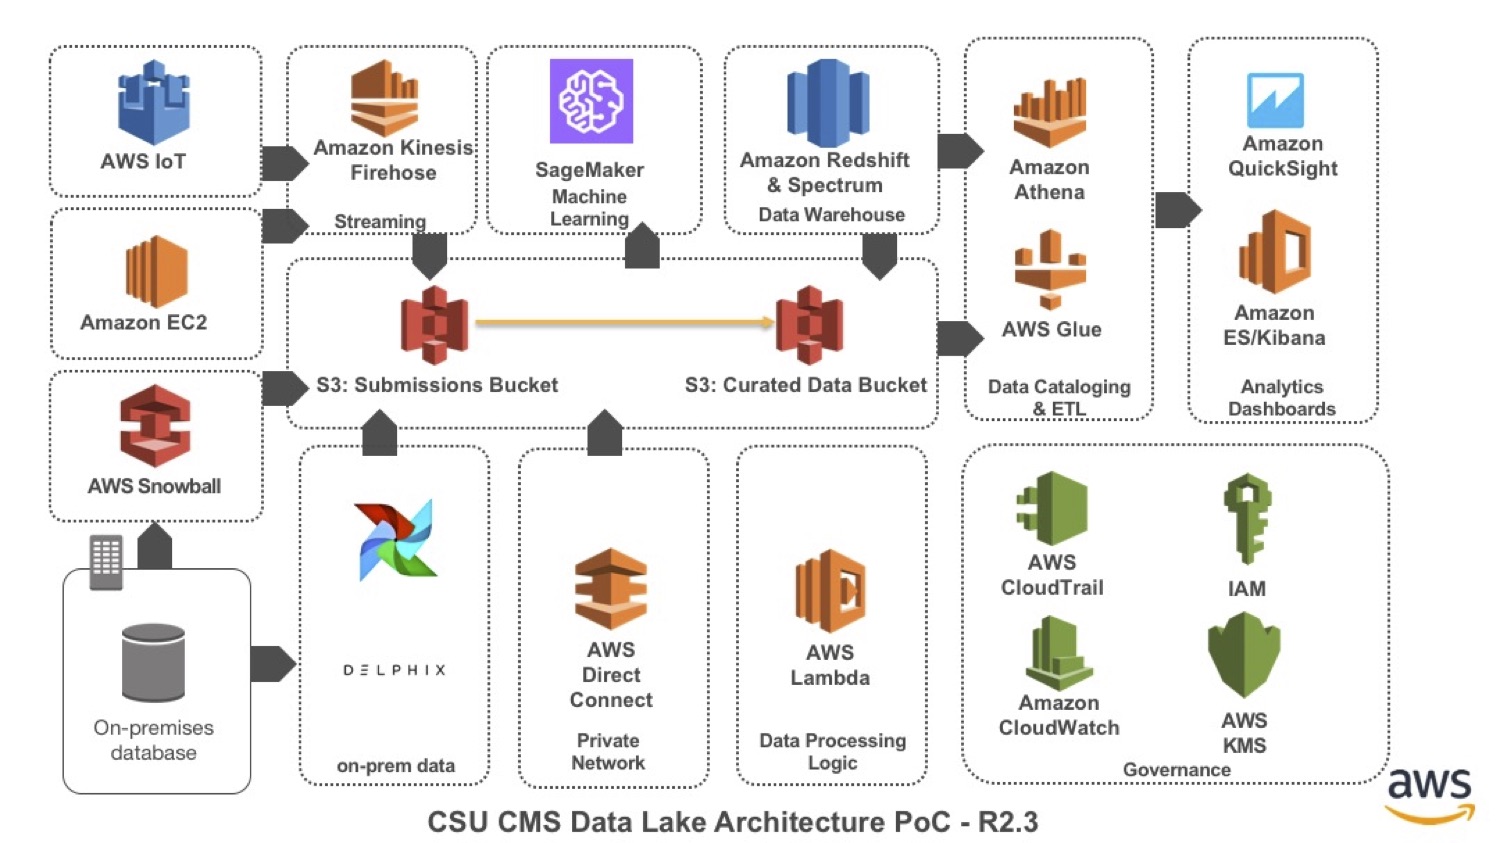 AWS IoT
Amazon Kinesis
Firehose
Streaming
SageMaker
Machine
Learning
Amazon Redshift
& Spectrum
Data Warehouse
Amazon
Athena
AWS Glue
Data Cataloging
& ETL
Amazon
QuickSight
Amazon
ES/Kibana
Analytics
Dashboards
Amazon EC2
S3: Submissions Bucket
S3: Curated Data Bucket
AWS Snowball
On-premises
database
DELPHIX
on-prem data
AWS
Direct
Connect
Private
Network
AWS
Lambda
Data Processing
Logic
AWS
CloudTrail
IAM
Amazon
CloudWatch
AWS
KMS
Governance
aws
CSU CMS Data Lake Architecture PoC - R2.3